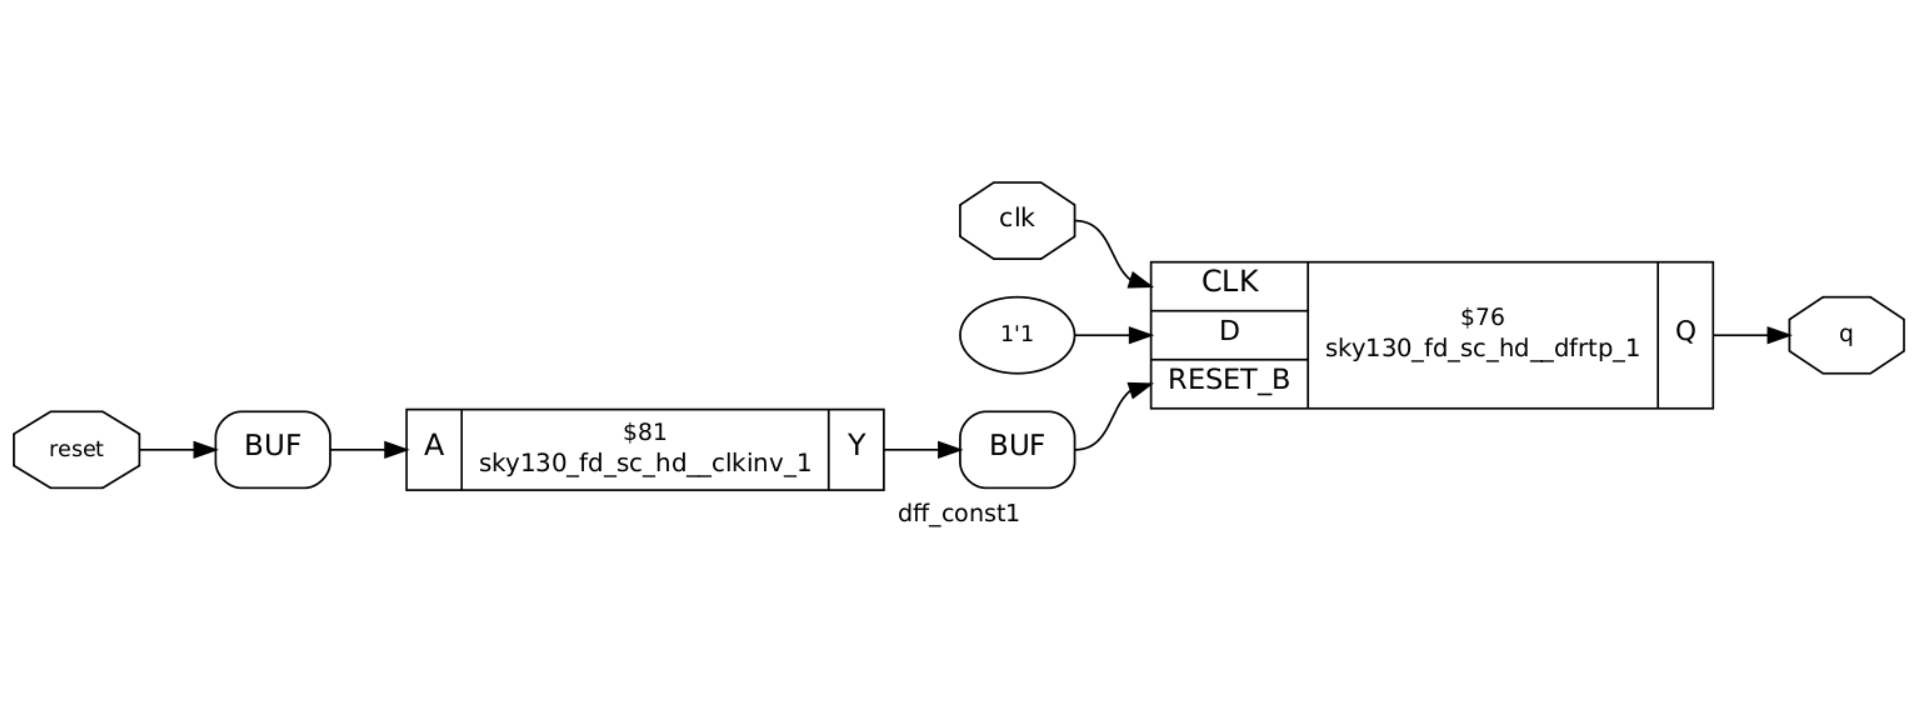 clk
CLK
1'1
D
$76
sky130_fd_sc_hd__dfrtp_1
Q
q
RESET_B
reset
BUF
A
$81
sky130_fd_sc_hd__clkinv_1
Y
BUF
dff_const1